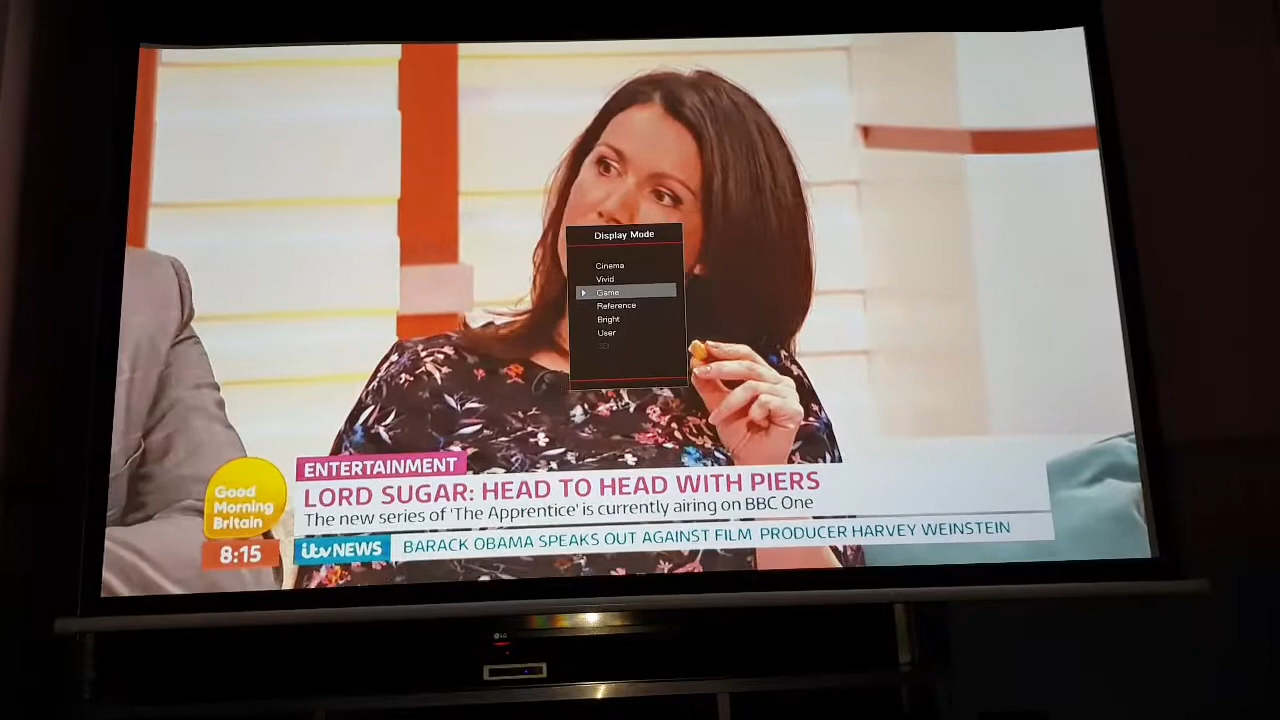 Display Mode
Cinema
Vivid
Game
Reference
Bright
User
3D
ENTERTAINMENT
LORD SUGAR: HEAD TO HEAD WITH PIERS
The new series of 'The Apprentice' is currently airing on BBC One
Good
Morning
Britain
8:15
itv NEWS
BARACK OBAMA SPEAKS OUT AGAINST FILM PRODUCER HARVEY WEINSTEIN
LG